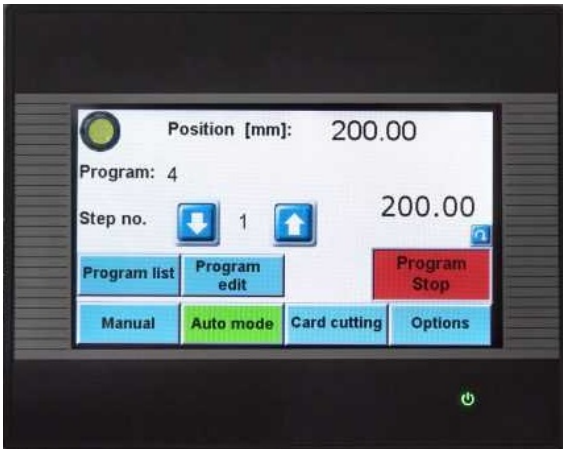 Position [mm]: 200.00
Program: 4
Step no. 1 200.00
Program list Program edit Program Stop
Manual Auto mode Card cutting Options